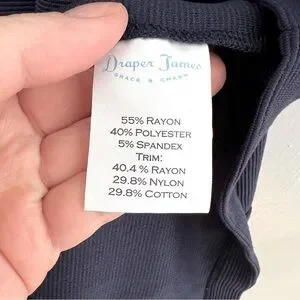 Draper James
GRACE & CHARM
55% RAYON
40% POLYESTER
5% SPANDEX
TRIM:
40.4 % RAYON
29.8% NYLON
29.8% COTTON